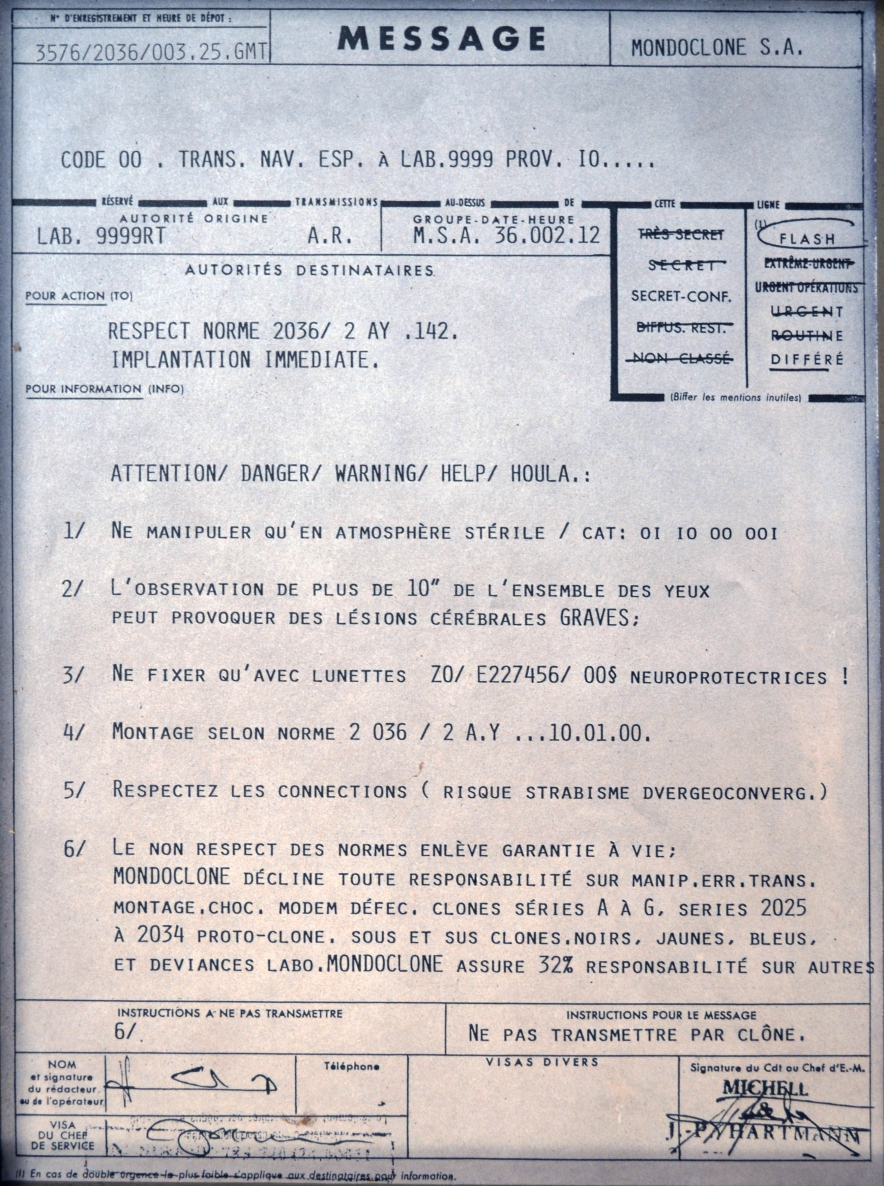 N° D'ENREGISTREMENT ET HEURE DE DÉPOT :
3576/2036/003.25.GMT
MESSAGE
MONDOCLONE S.A.
CODE 00 . TRANS. NAV. ESP. À LAB.9999 PROV. IO.....
RÉSERVÉ AUX TRANSMISSIONS AU-DESSUS DE CETTE LIGNE
AUTORITÉ ORIGINE
LAB. 9999RT A.R.
GROUPE-DATE-HEURE
M.S.A. 36.002.12
TRÈS SECRET
SECRET
SECRET-CONF.
DIFFUS. REST.
NON CLASSÉ
(1) FLASH
EXTRÊME-URGENT
URGENT OPÉRATIONS
URGENT
ROUTINE
DIFFÉRÉ
(Biffer les mentions inutiles)
AUTORITÉS DESTINATAIRES
POUR ACTION (TO)
RESPECT NORME 2036/ 2 AY .142.
IMPLANTATION IMMEDIATE.
POUR INFORMATION (INFO)
ATTENTION/ DANGER/ WARNING/ HELP/ HOULA.:
1/ NE MANIPULER QU'EN ATMOSPHÈRE STÉRILE / CAT: OI IO OO OOI
2/ L'OBSERVATION DE PLUS DE 10" DE L'ENSEMBLE DES YEUX
PEUT PROVOQUER DES LÉSIONS CÉRÉBRALES GRAVES;
3/ NE FIXER QU'AVEC LUNETTES ZO/ E227456/ 00§ NEUROPROTECTRICES !
4/ MONTAGE SELON NORME 2 036 / 2 A.Y ...10.01.00.
5/ RESPECTEZ LES CONNECTIONS ( RISQUE STRABISME DVERGEOCONVERG.)
6/ LE NON RESPECT DES NORMES ENLÈVE GARANTIE À VIE;
MONDOCLONE DÉCLINE TOUTE RESPONSABILITÉ SUR MANIP.ERR.TRANS.
MONTAGE.CHOC. MODEM DÉFEC. CLONES SÉRIES A À G, SERIES 2025
À 2034 PROTO-CLONE. SOUS ET SUS CLONES.NOIRS, JAUNES, BLEUS,
ET DEVIANCES LABO.MONDOCLONE ASSURE 32% RESPONSABILITÉ SUR AUTRES
INSTRUCTIONS A NE PAS TRANSMETTRE
6/
INSTRUCTIONS POUR LE MESSAGE
NE PAS TRANSMETTRE PAR CLÔNE.
NOM
et signature
du rédacteur
ou de l'opérateur
Téléphone
VISAS DIVERS
Signature du Cdt ou Chef d'E.-M.
MICHELL
&
J.-P. HARTMANN
VISA
DU CHEF
DE SERVICE
(1) En cas de double urgence la plus faible s'applique aux destinataires pour information.